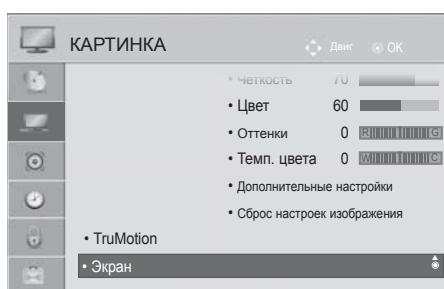 КАРТИНКА Двиг OK
• Четкость 70
• Цвет 60
• Оттенки 0 R G
• Темп. цвета 0 W C
• Дополнительные настройки
• Сброс настроек изображения
• TruMotion
• Экран